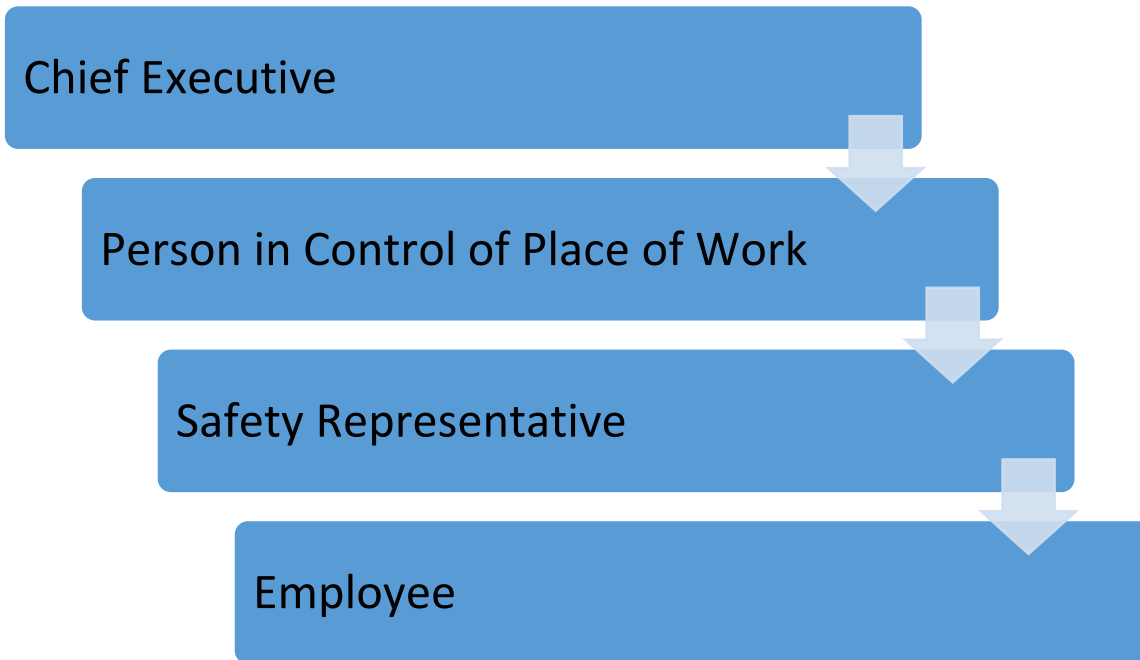 Chief Executive
Person in Control of Place of Work
Safety Representative
Employee